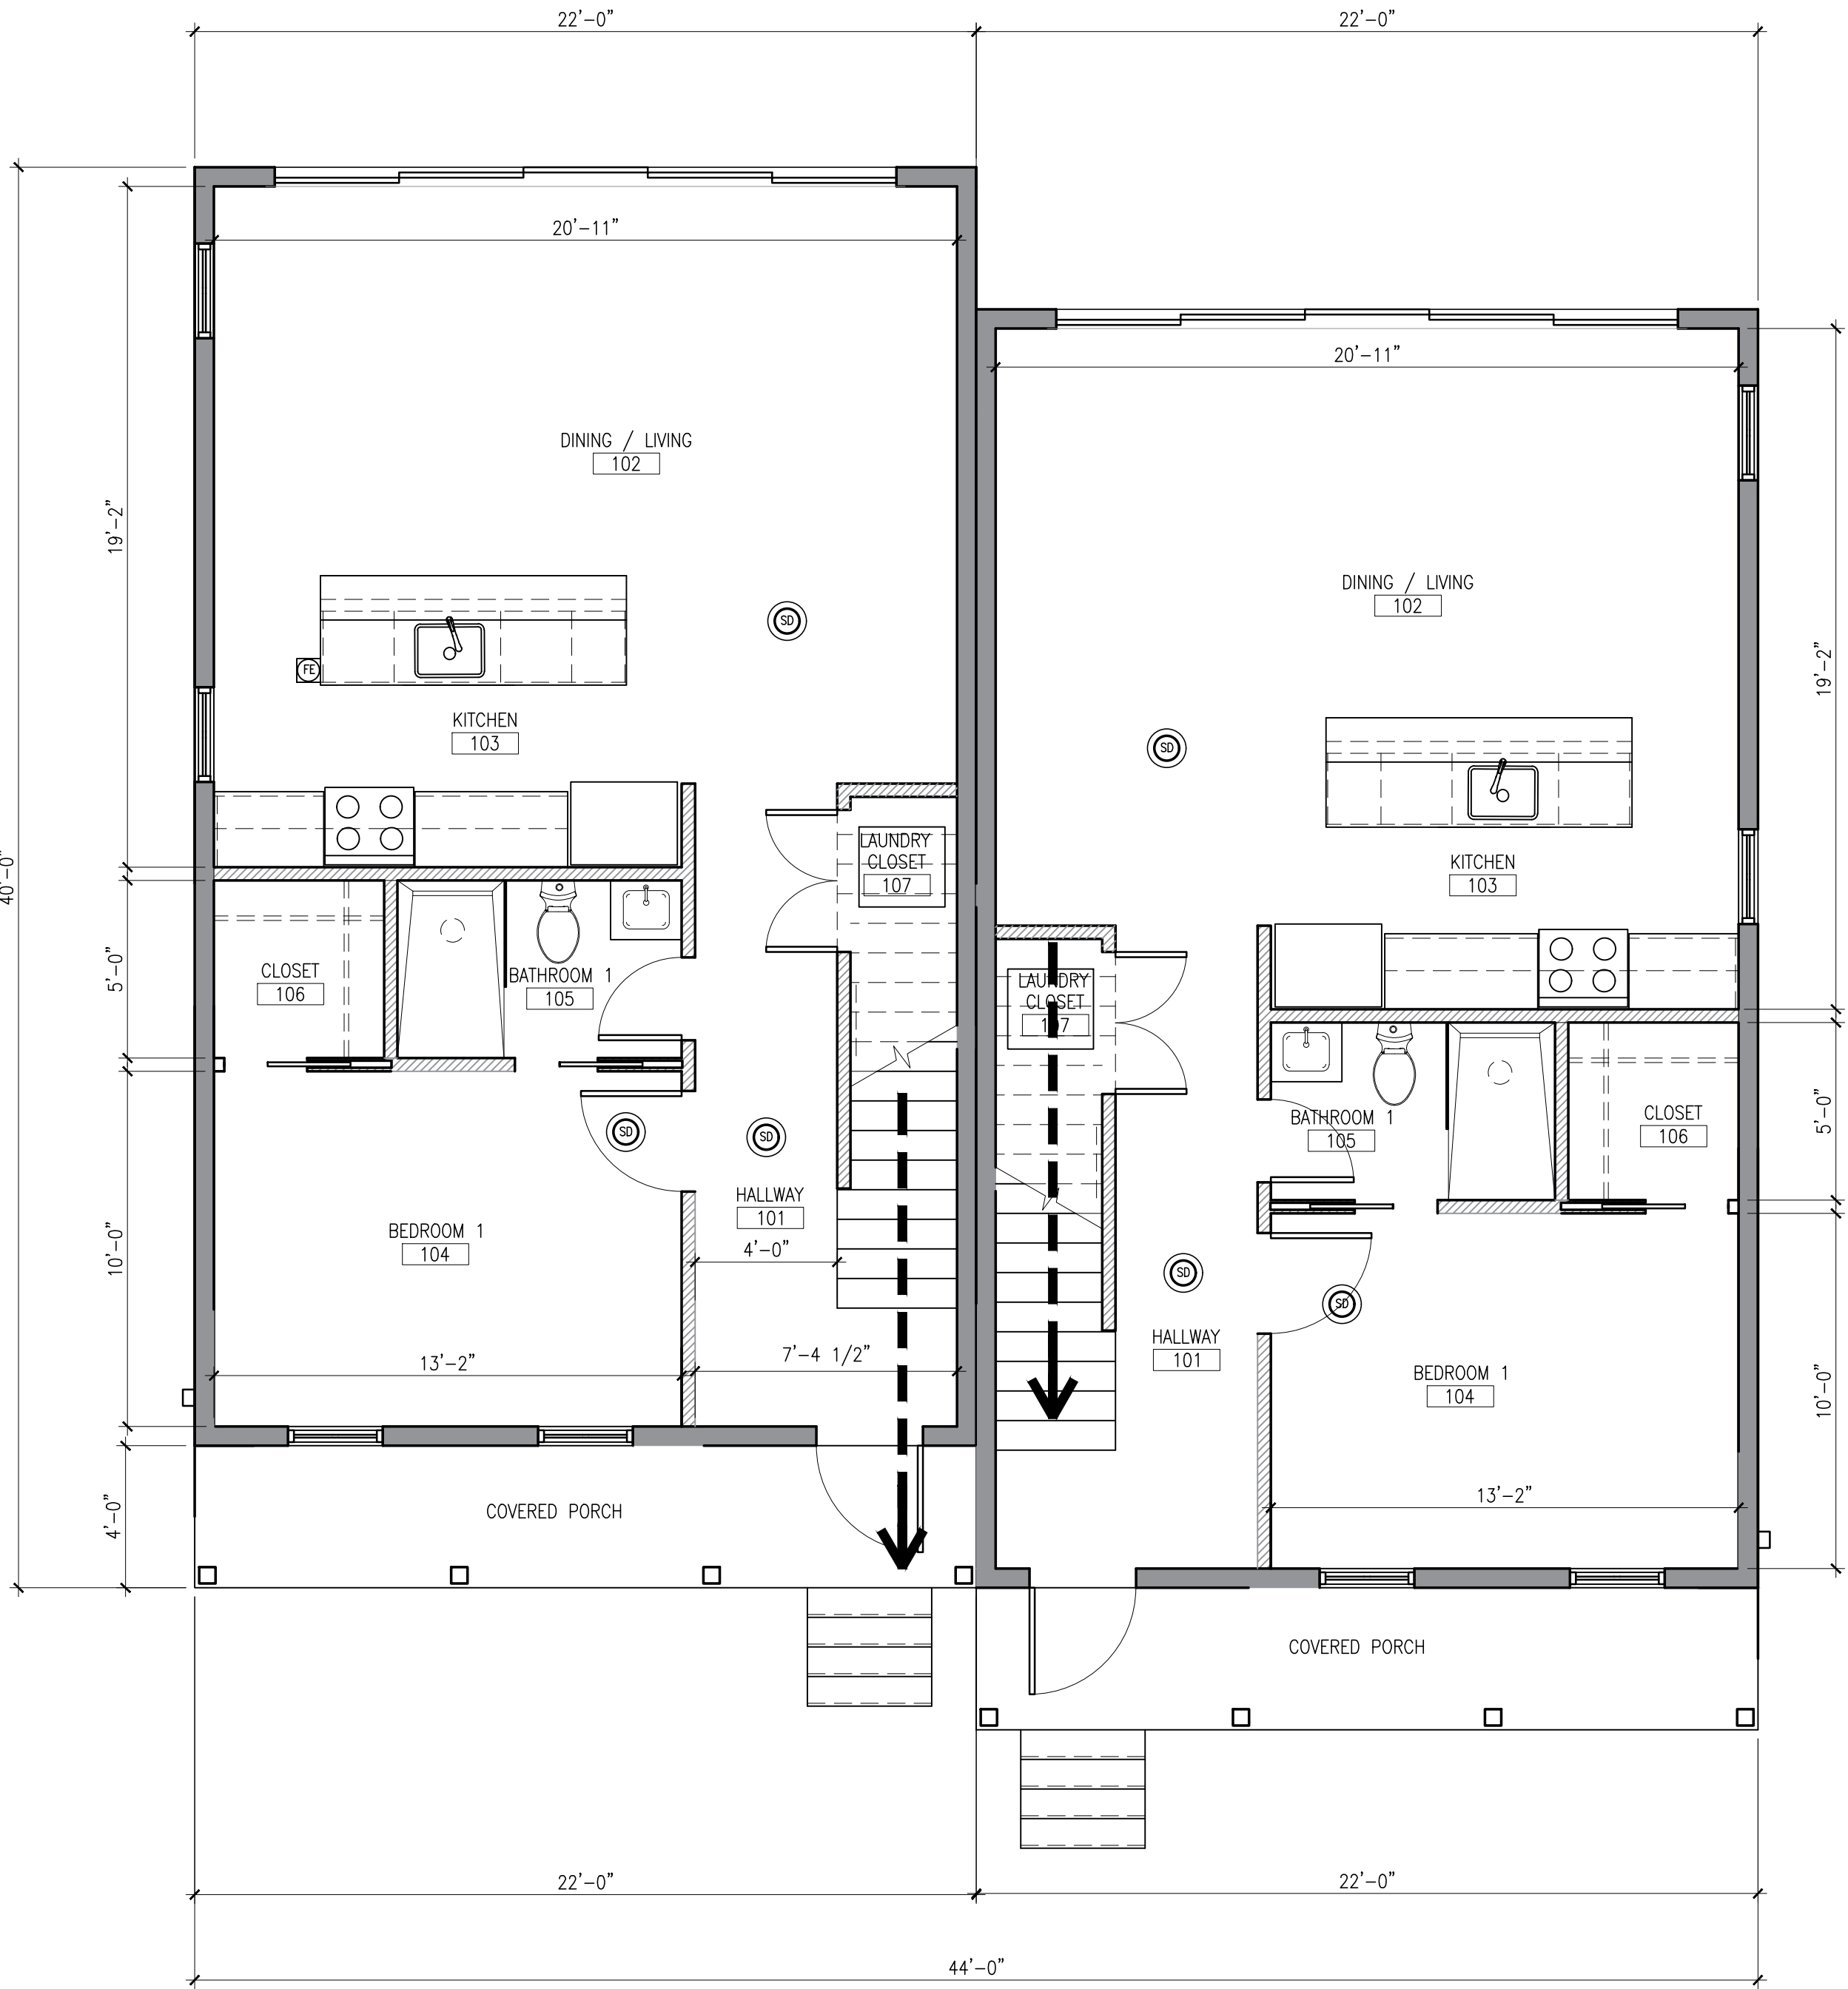 22'-0"
22'-0"
20'-11"
20'-11"
DINING / LIVING
102
19'-2"
DINING / LIVING
102
SD
FE
19'-2"
KITCHEN
103
SD
LAUNDRY
CLOSET
107
40'-0"
KITCHEN
103
CLOSET
106
BATHROOM 1
105
5'-0"
LAUNDRY
CLOSET
107
SD
SD
BATHROOM 1
105
CLOSET
106
5'-0"
HALLWAY
101
BEDROOM 1
104
10'-0"
4'-0"
SD
SD
HALLWAY
101
13'-2"
7'-4 1/2"
BEDROOM 1
104
10'-0"
13'-2"
COVERED PORCH
4'-0"
COVERED PORCH
22'-0"
22'-0"
44'-0"